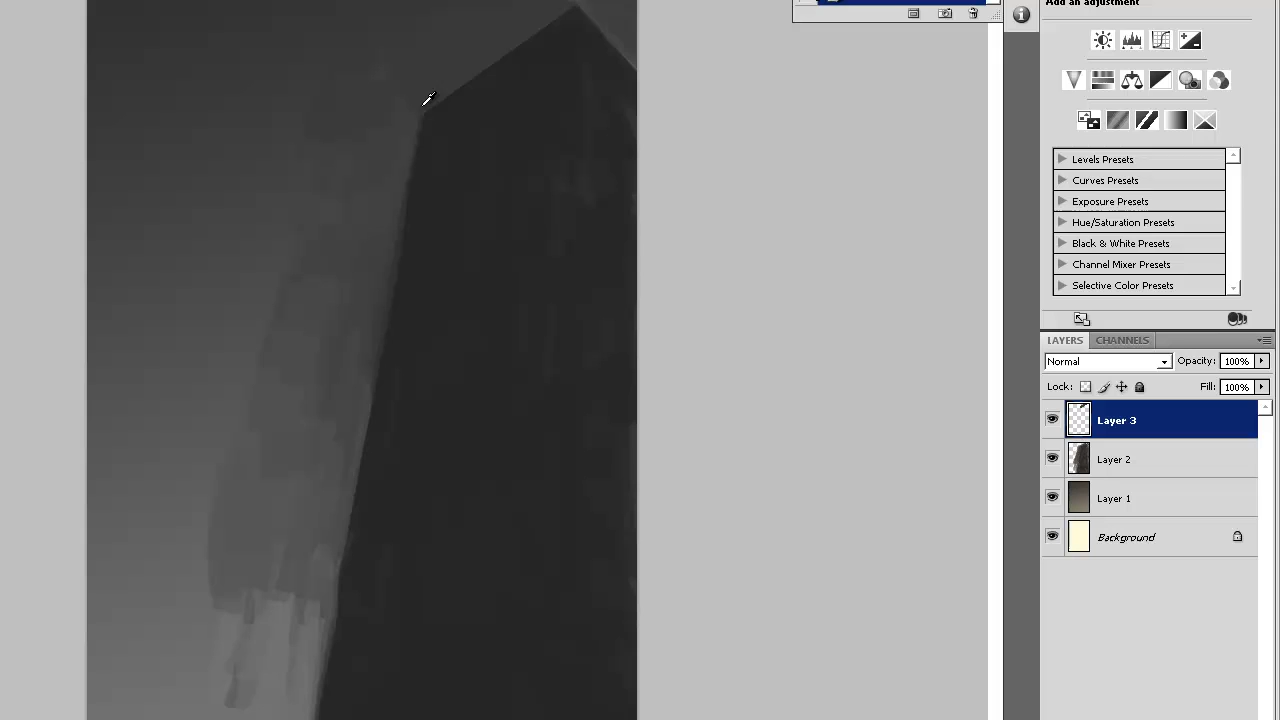 Add an adjustment
Levels Presets
Curves Presets
Exposure Presets
Hue/Saturation Presets
Black & White Presets
Channel Mixer Presets
Selective Color Presets
LAYERS CHANNELS
Normal Opacity: 100%
Lock: Fill: 100%
Layer 3
Layer 2
Layer 1
Background